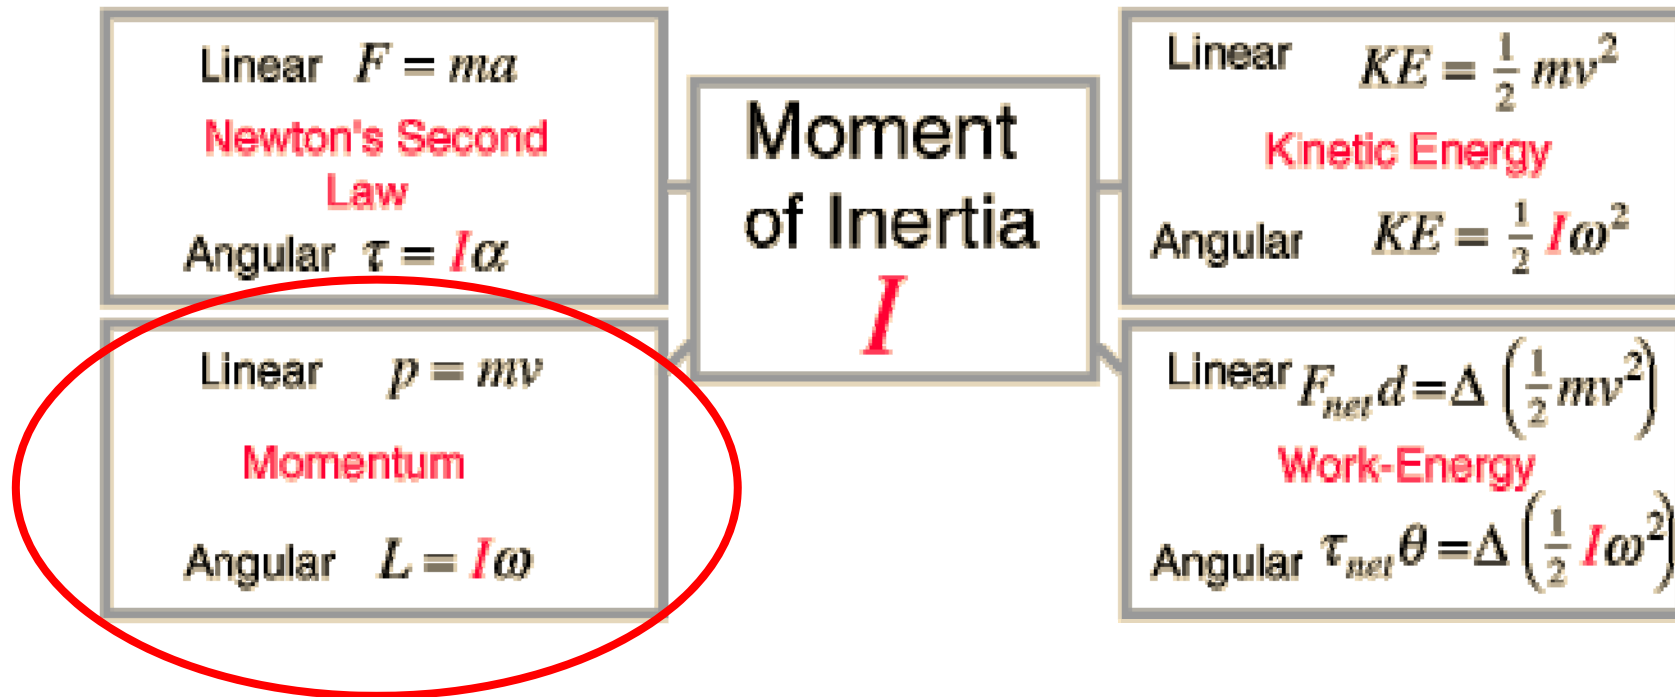 Linear F = ma
Newton's Second
Law
Angular τ = Iα
Linear p = mv
Momentum
Angular L = Iω
Moment
of Inertia
I
Linear KE = 1/2 mv²
Kinetic Energy
Angular KE = 1/2 Iω²
Linear F_net d = Δ (1/2 mv²)
Work-Energy
Angular τ_net θ = Δ (1/2 Iω²)